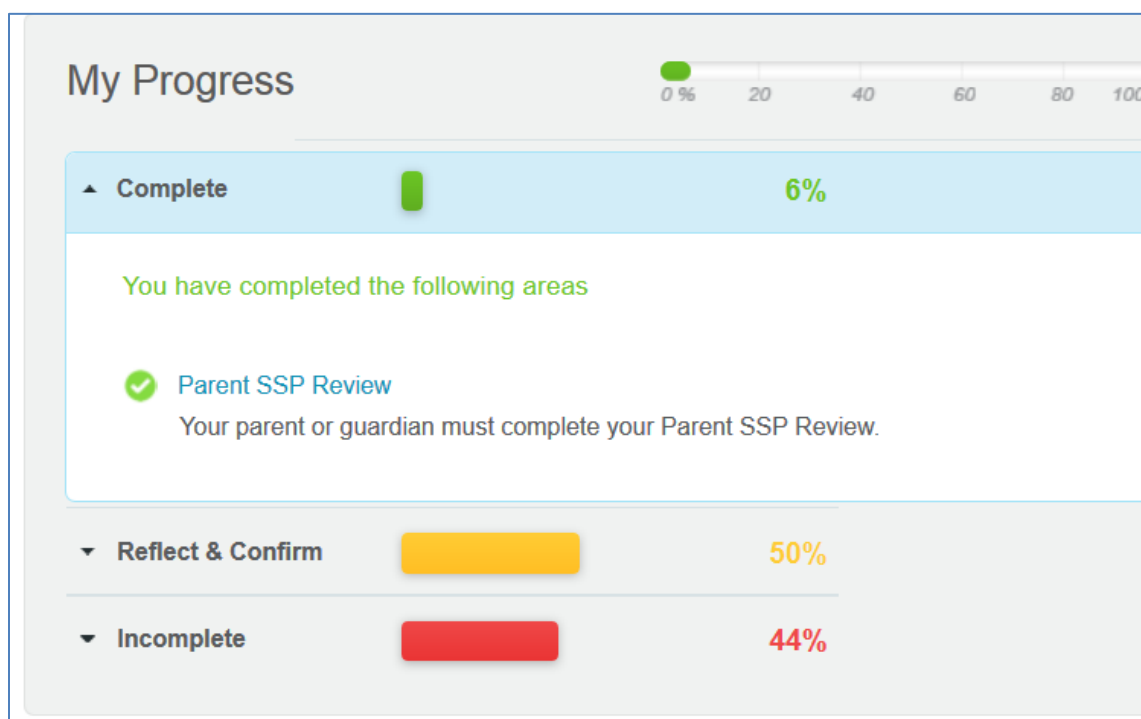 My Progress
0 % 20 40 60 80 100
Complete 6%
You have completed the following areas
Parent SSP Review
Your parent or guardian must complete your Parent SSP Review.
Reflect & Confirm 50%
Incomplete 44%